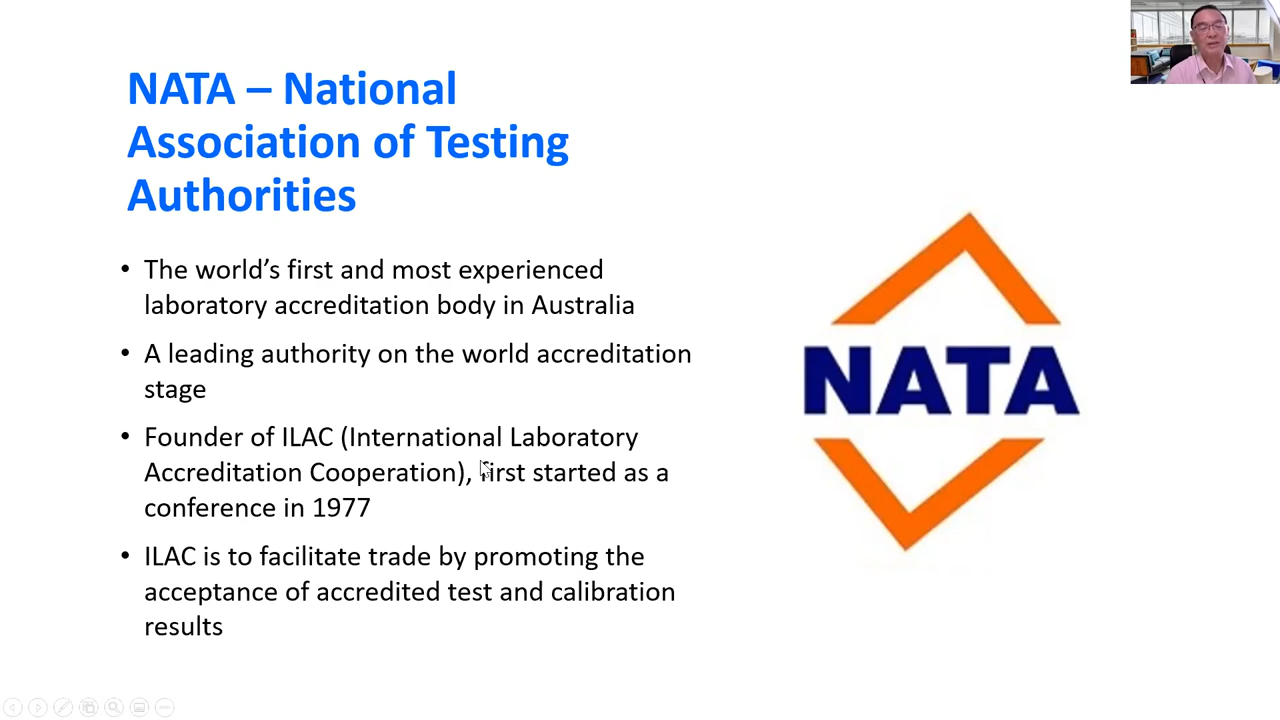 NATA – National
Association of Testing
Authorities
• The world’s first and most experienced
laboratory accreditation body in Australia
• A leading authority on the world accreditation
stage
• Founder of ILAC (International Laboratory
Accreditation Cooperation), first started as a
conference in 1977
• ILAC is to facilitate trade by promoting the
acceptance of accredited test and calibration
results
NATA